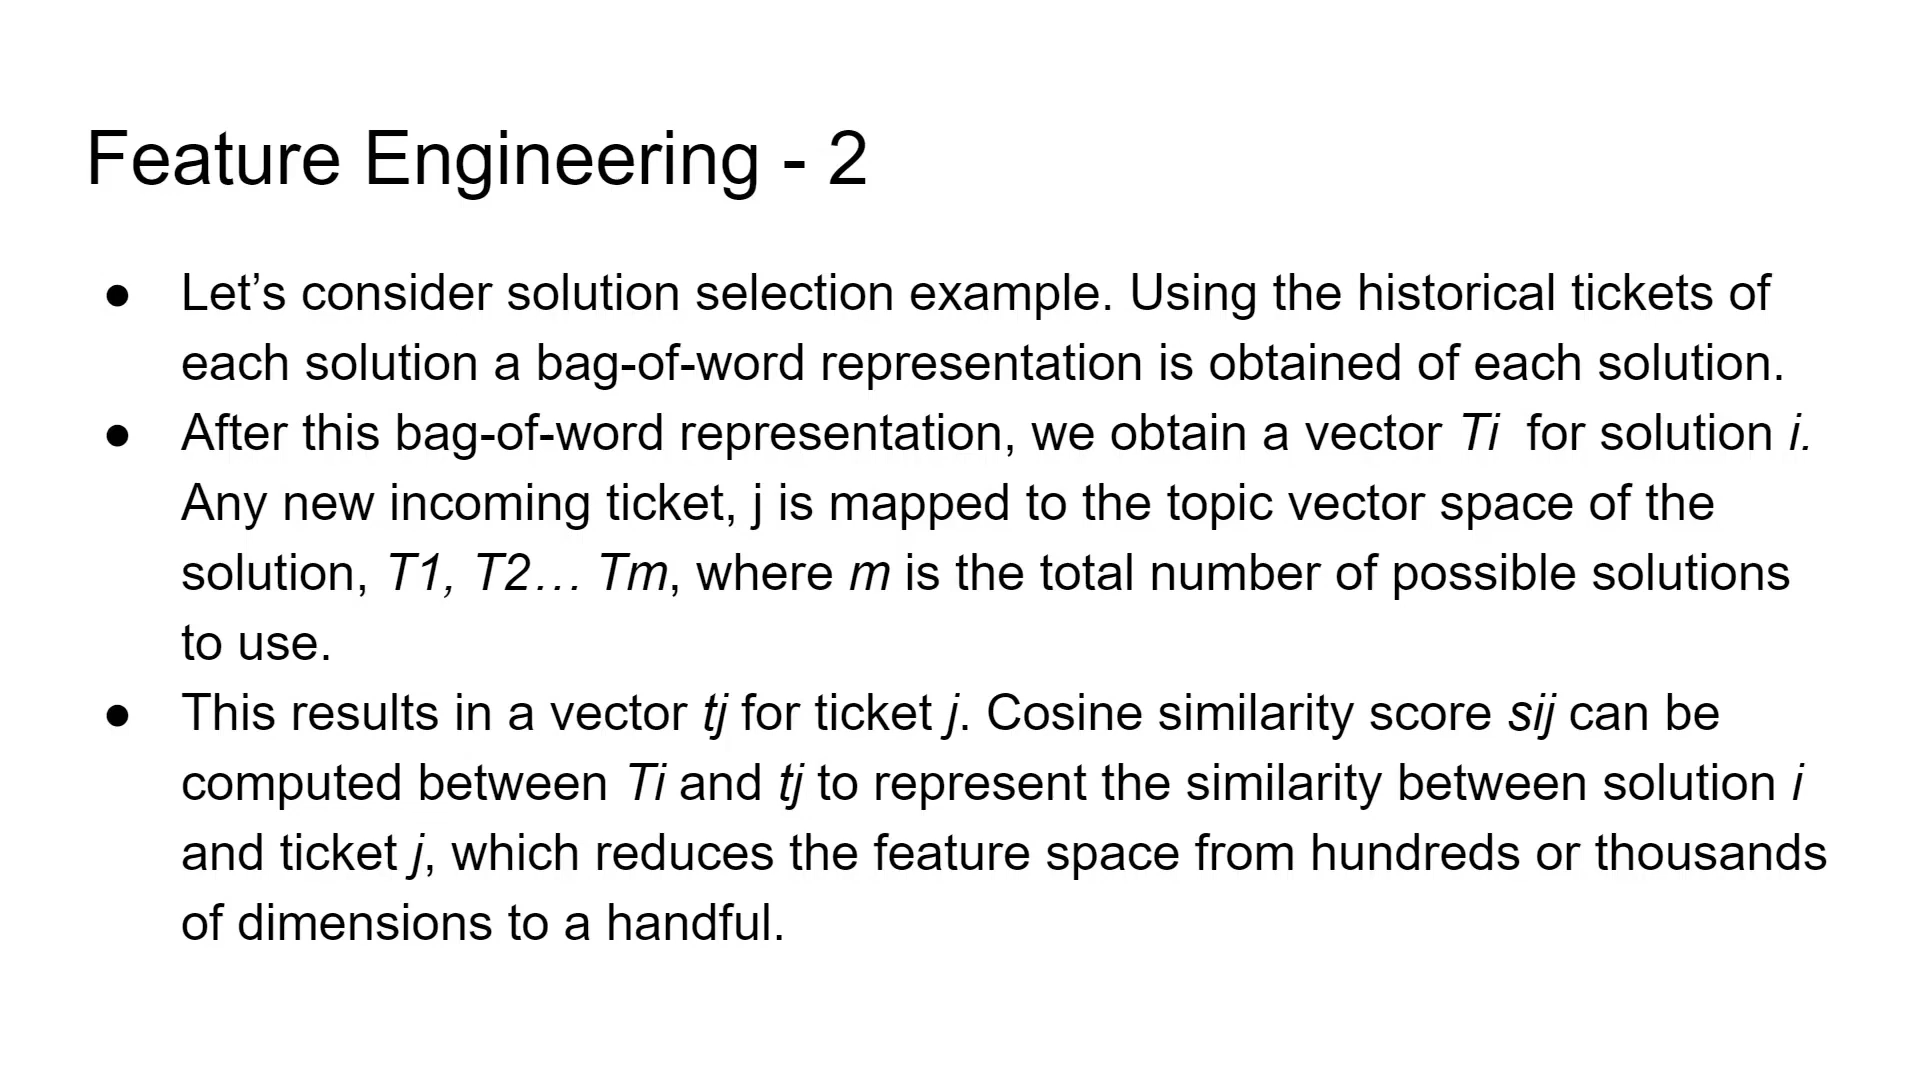 Feature Engineering - 2
● Let’s consider solution selection example. Using the historical tickets of
each solution a bag-of-word representation is obtained of each solution.
● After this bag-of-word representation, we obtain a vector Ti for solution i.
Any new incoming ticket, j is mapped to the topic vector space of the
solution, T1, T2… Tm, where m is the total number of possible solutions
to use.
● This results in a vector tj for ticket j. Cosine similarity score sij can be
computed between Ti and tj to represent the similarity between solution i
and ticket j, which reduces the feature space from hundreds or thousands
of dimensions to a handful.